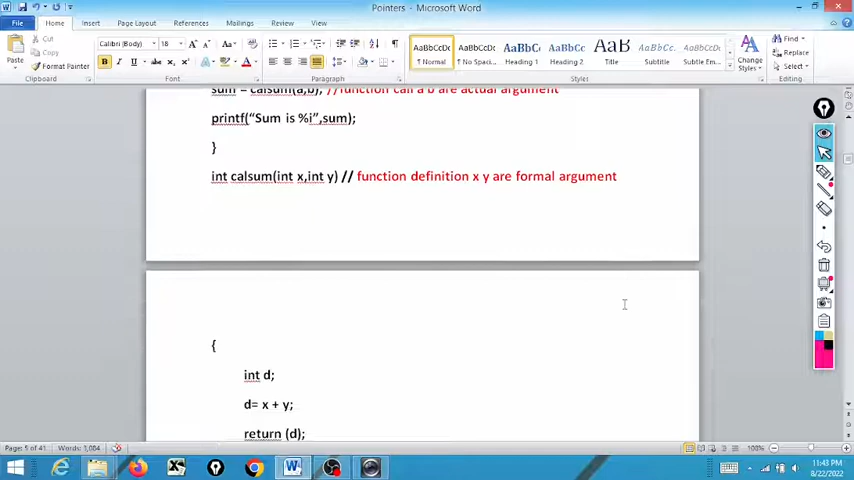 Pointers - Microsoft Word
File
Home
Insert
Page Layout
References
Mailings
Review
View
Paste
Cut
Copy
Format Painter
Clipboard
Calibri (Body)
18
Font
Paragraph
AaBbCcDc
¶ Normal
AaBbCcDc
¶ No Spaci...
AaBbCc
Heading 1
AaBbCc
Heading 2
AaB
Title
AaBbCc.
Subtitle
AaBbCcDc
Subtle Em...
Change
Styles
Styles
Find
Replace
Select
Editing
sum = calsum(a,b); //function call a b are actual argument
printf(“Sum is %i”,sum);
}
int calsum(int x,int y) // function definition x y are formal argument
{
int d;
d= x + y;
return (d);
Page: 5 of 41
Words: 1,084
100%
11:43 PM
8/22/2022